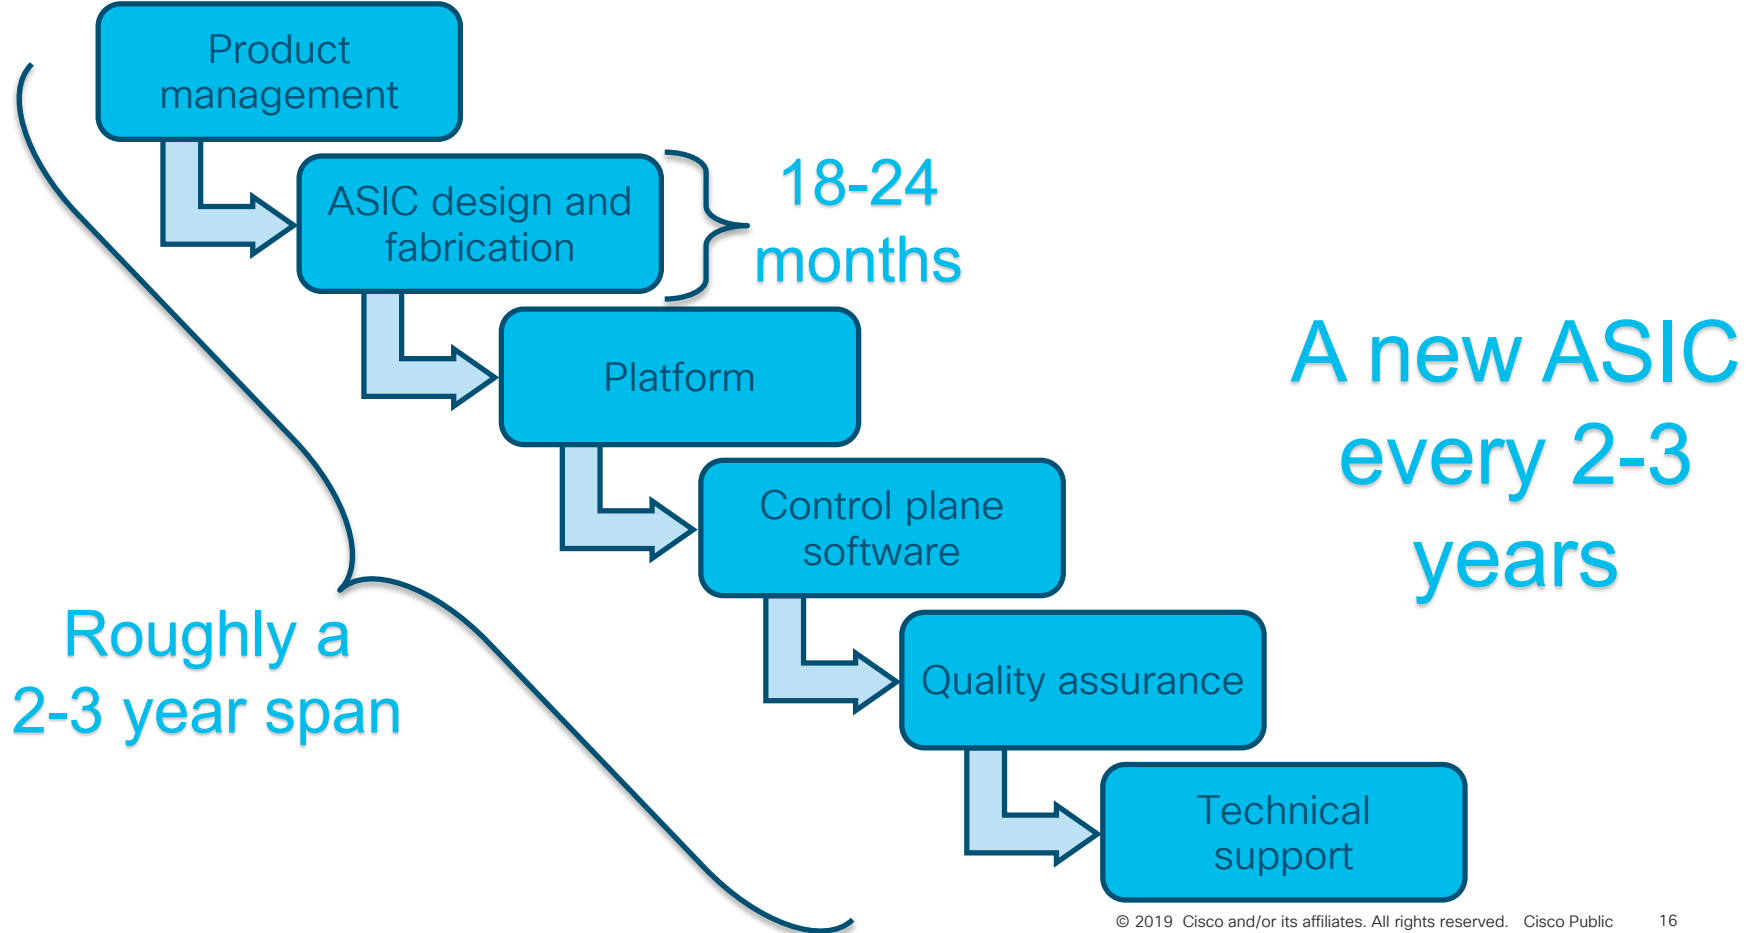 Product
management
ASIC design and
fabrication
18-24
months
Platform
A new ASIC
every 2-3
years
Control plane
software
Roughly a
2-3 year span
Quality assurance
Technical
support
© 2019 Cisco and/or its affiliates. All rights reserved. Cisco Public 16